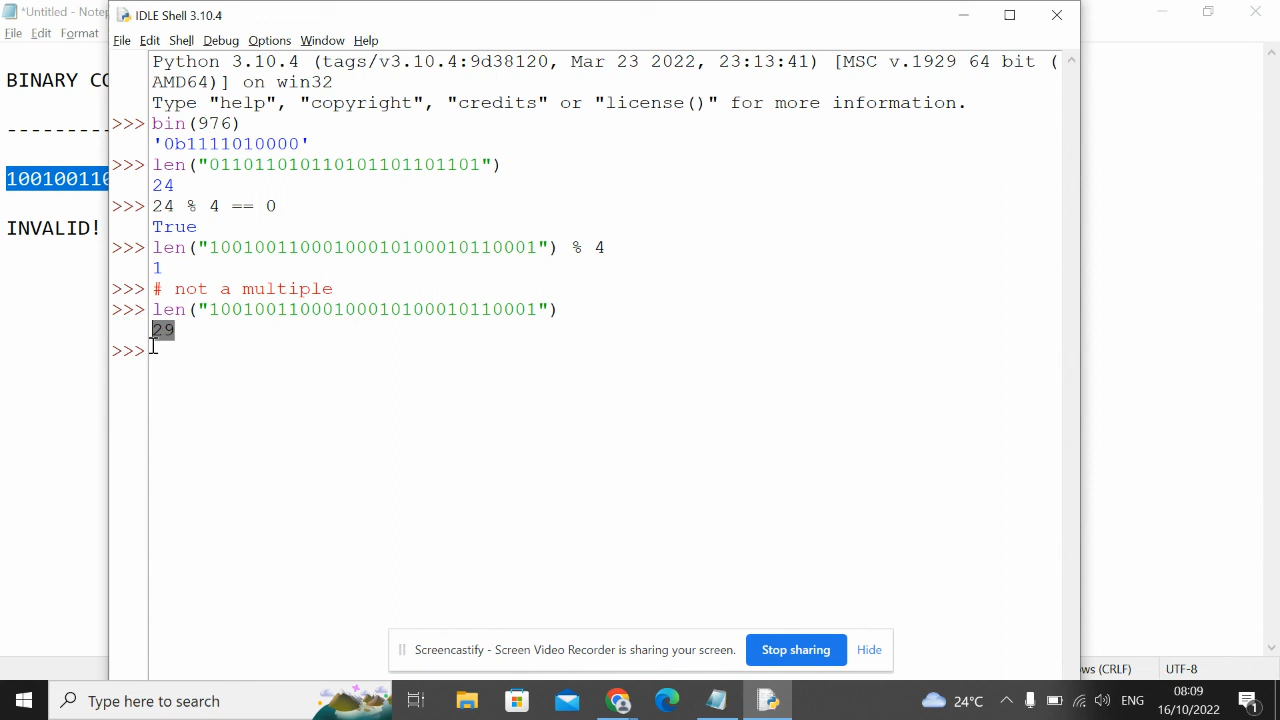 *Untitled - Notep
File Edit Format
BINARY CO
---------
100100110
INVALID!
IDLE Shell 3.10.4
File Edit Shell Debug Options Window Help
Python 3.10.4 (tags/v3.10.4:9d38120, Mar 23 2022, 23:13:41) [MSC v.1929 64 bit (
AMD64)] on win32
Type "help", "copyright", "credits" or "license()" for more information.
>>> bin(976)
'0b1111010000'
>>> len("011011010110101101101101")
24
>>> 24 % 4 == 0
True
>>> len("10010011000100010100010110001") % 4
1
>>> # not a multiple
>>> len("10010011000100010100010110001")
29
>>>
Screencastify - Screen Video Recorder is sharing your screen. Stop sharing Hide
ws (CRLF) UTF-8
Type here to search
24°C ENG
08:09
16/10/2022
1